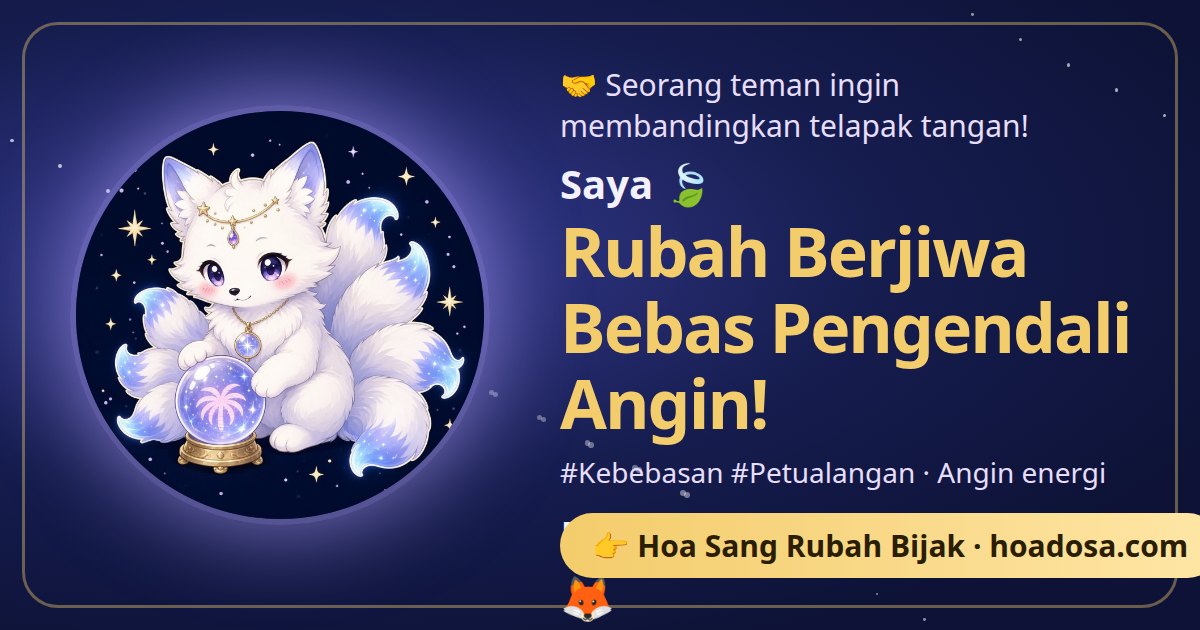 🤝 Seorang teman ingin
membandingkan telapak tangan!
Saya 🍃
Rubah Berjiwa
Bebas Pengendali
Angin!
#Kebebasan #Petualangan · Angin energi
👉 Hoa Sang Rubah Bijak · hoadosa.com
🦊